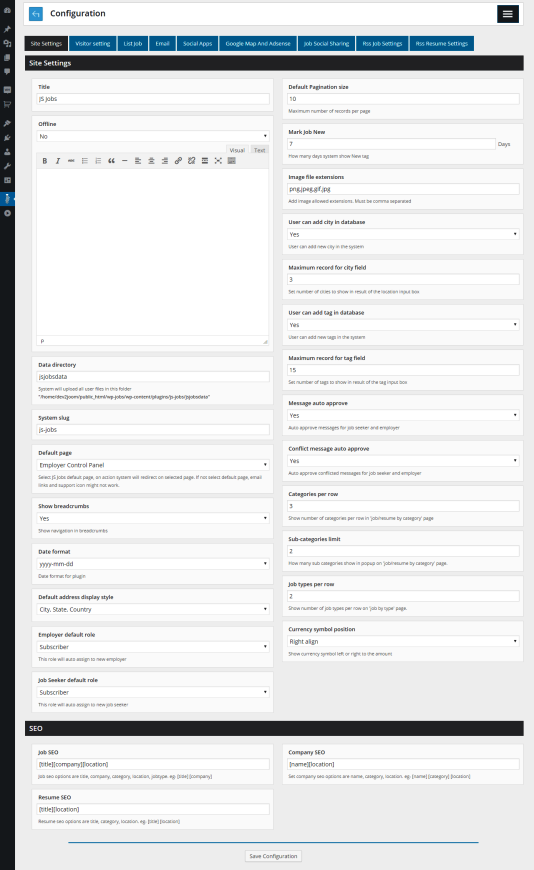 Configuration
Site Settings
Visitor setting
List Job
Email
Social Apps
Google Map And Adsense
Job Social Sharing
Rss Job Settings
Rss Resume Settings
Site Settings
Title
JS Jobs
Offline
No
Visual Text
B I ABC
P
Data directory
jsjobsdata
System will upload all user files in this folder
"/home/dev2joom/public_html/wp-jobs/wp-content/plugins/js-jobs/jsjobsdata"
System slug
js-jobs
Default page
Employer Control Panel
Select JS Jobs default page, on action system will redirect on selected page. If not select default page, email
links and support icon might not work.
Show breadcrumbs
Yes
Show navigation in breadcrumbs
Date format
yyyy-mm-dd
Date format for plugin
Default address display style
City, State, Country
Employer default role
Subscriber
This role will auto assign to new employer
Job Seeker default role
Subscriber
This role will auto assign to new job seeker
Default Pagination size
10
Maximum number of records per page
Mark Job New
7 Days
How many days system show New tag
Image file extensions
png,jpeg,gif,jpg
Add image allowed extensions. Must be comma separated
User can add city in database
Yes
User can add new city in the system
Maximum record for city field
3
Set number of cities to show in result of the location input box
User can add tag in database
Yes
User can add new tags in the system
Maximum record for tag field
15
Set number of tags to show in result of the tag input box
Message auto approve
Yes
Auto approve messages for job seeker and employer
Conflict message auto approve
Yes
Auto approve conflicted messages for job seeker and employer
Categories per row
3
Show number of categories per row in 'job/resume by category' page
Sub-categories limit
2
How many sub categories show in popup on 'job/resume by category' page.
Job types per row
2
Show number of job types per row on 'job by type' page.
Currency symbol position
Right align
Show currency symbol left or right to the amount
SEO
Job SEO
[title][company][location]
Job seo options are title, company, category, location, jobtype. eg. [title] [company]
Company SEO
[name][location]
Set company seo options are name, category, location. eg. [name] [category] [location]
Resume SEO
[title][location]
Resume seo options are title, category, location. eg. [title] [location]
Save Configuration